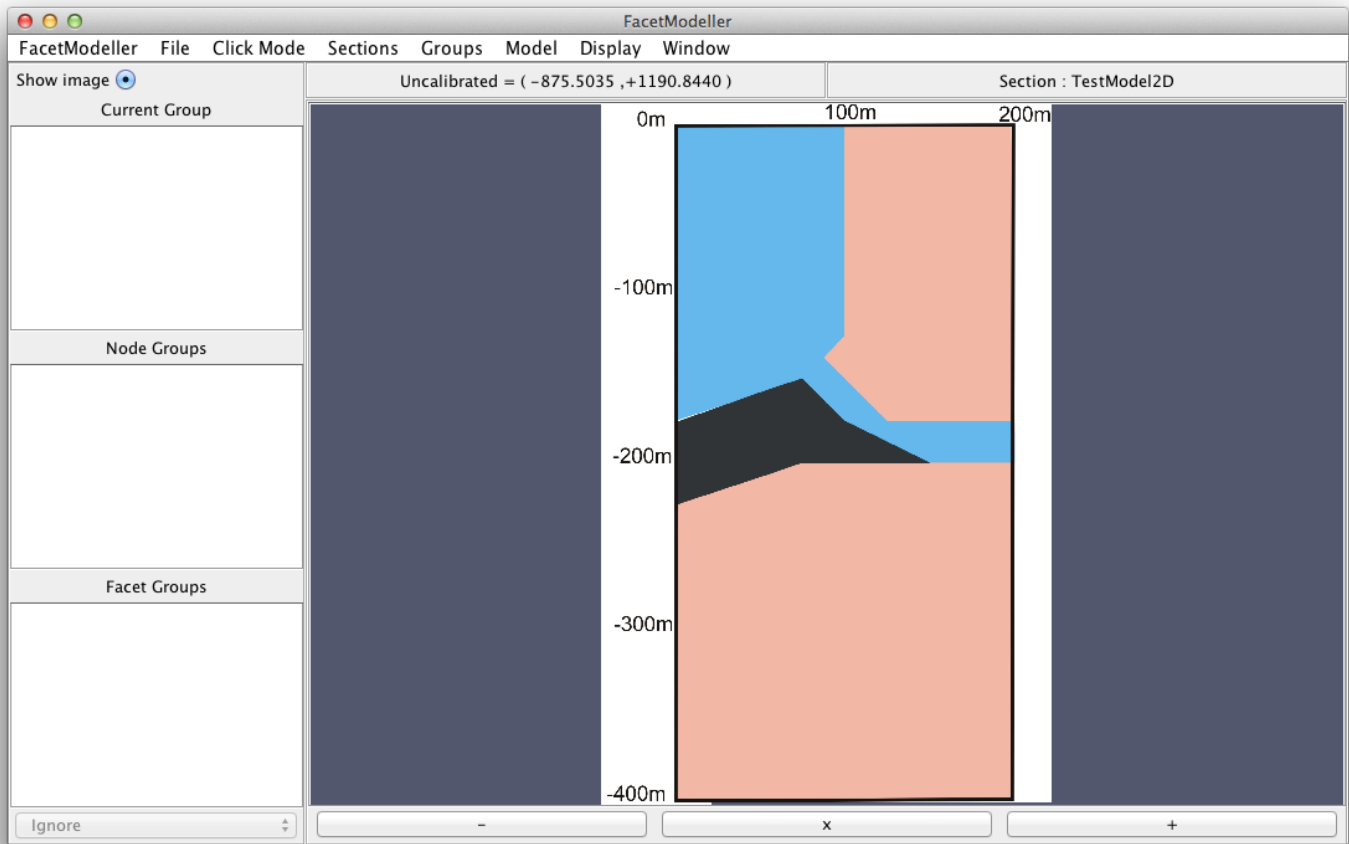 FacetModeller
FacetModeller File Click Mode Sections Groups Model Display Window
Show image
Uncalibrated = ( -875.5035 ,+1190.8440 )
Section : TestModel2D
Current Group
Node Groups
Facet Groups
Ignore
0m 100m 200m
-100m
-200m
-300m
-400m
- x +